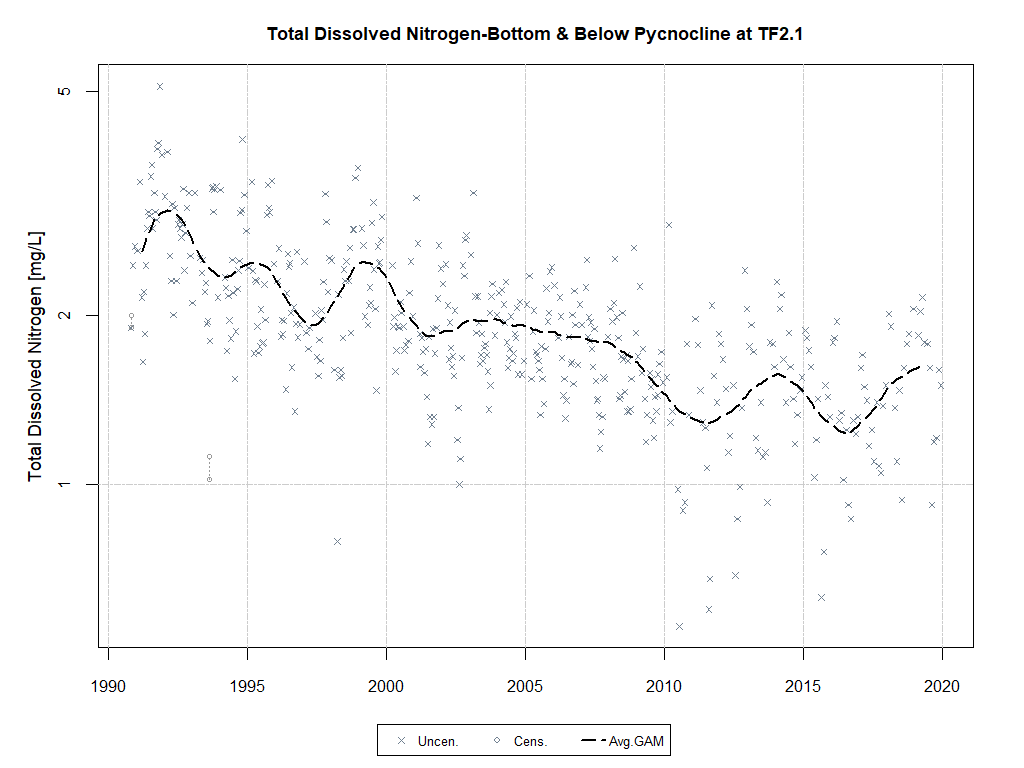 Total Dissolved Nitrogen-Bottom & Below Pycnocline at TF2.1
Total Dissolved Nitrogen [mg/L]
5
2
1
1990 1995 2000 2005 2010 2015 2020
Uncen. Cens. Avg.GAM